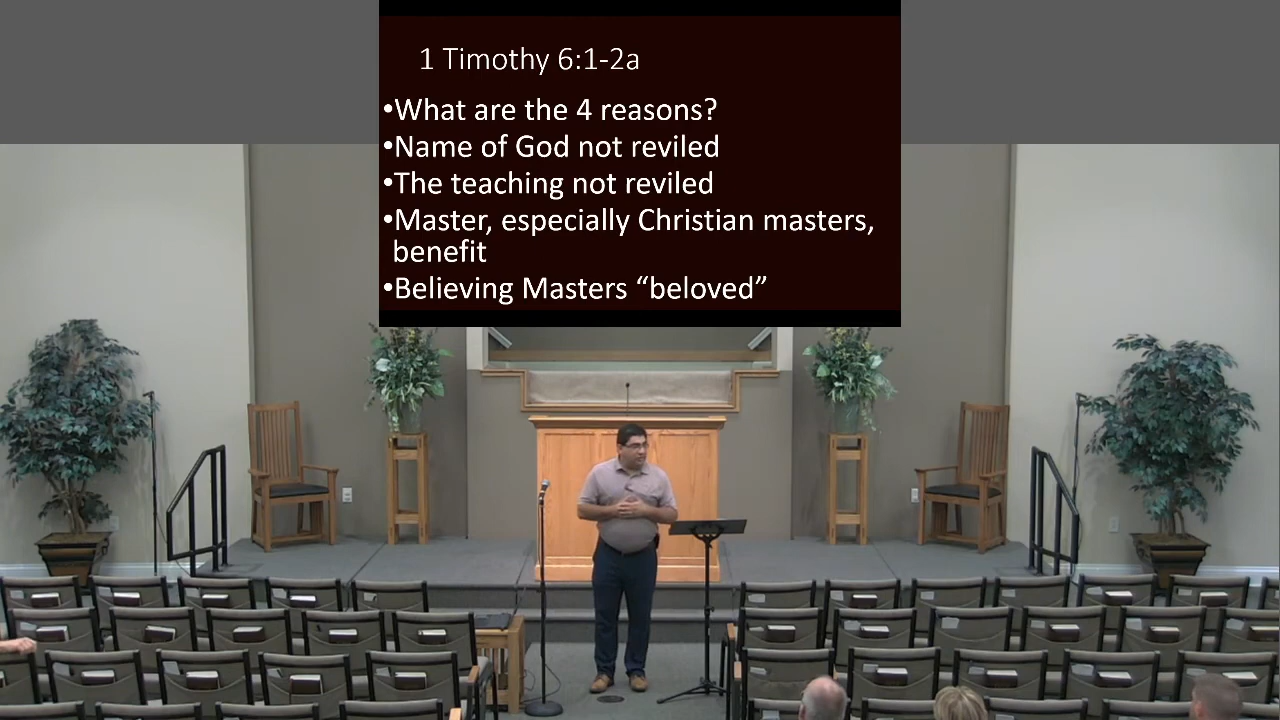 1 Timothy 6:1-2a
•What are the 4 reasons?
•Name of God not reviled
•The teaching not reviled
•Master, especially Christian masters,
benefit
•Believing Masters “beloved”